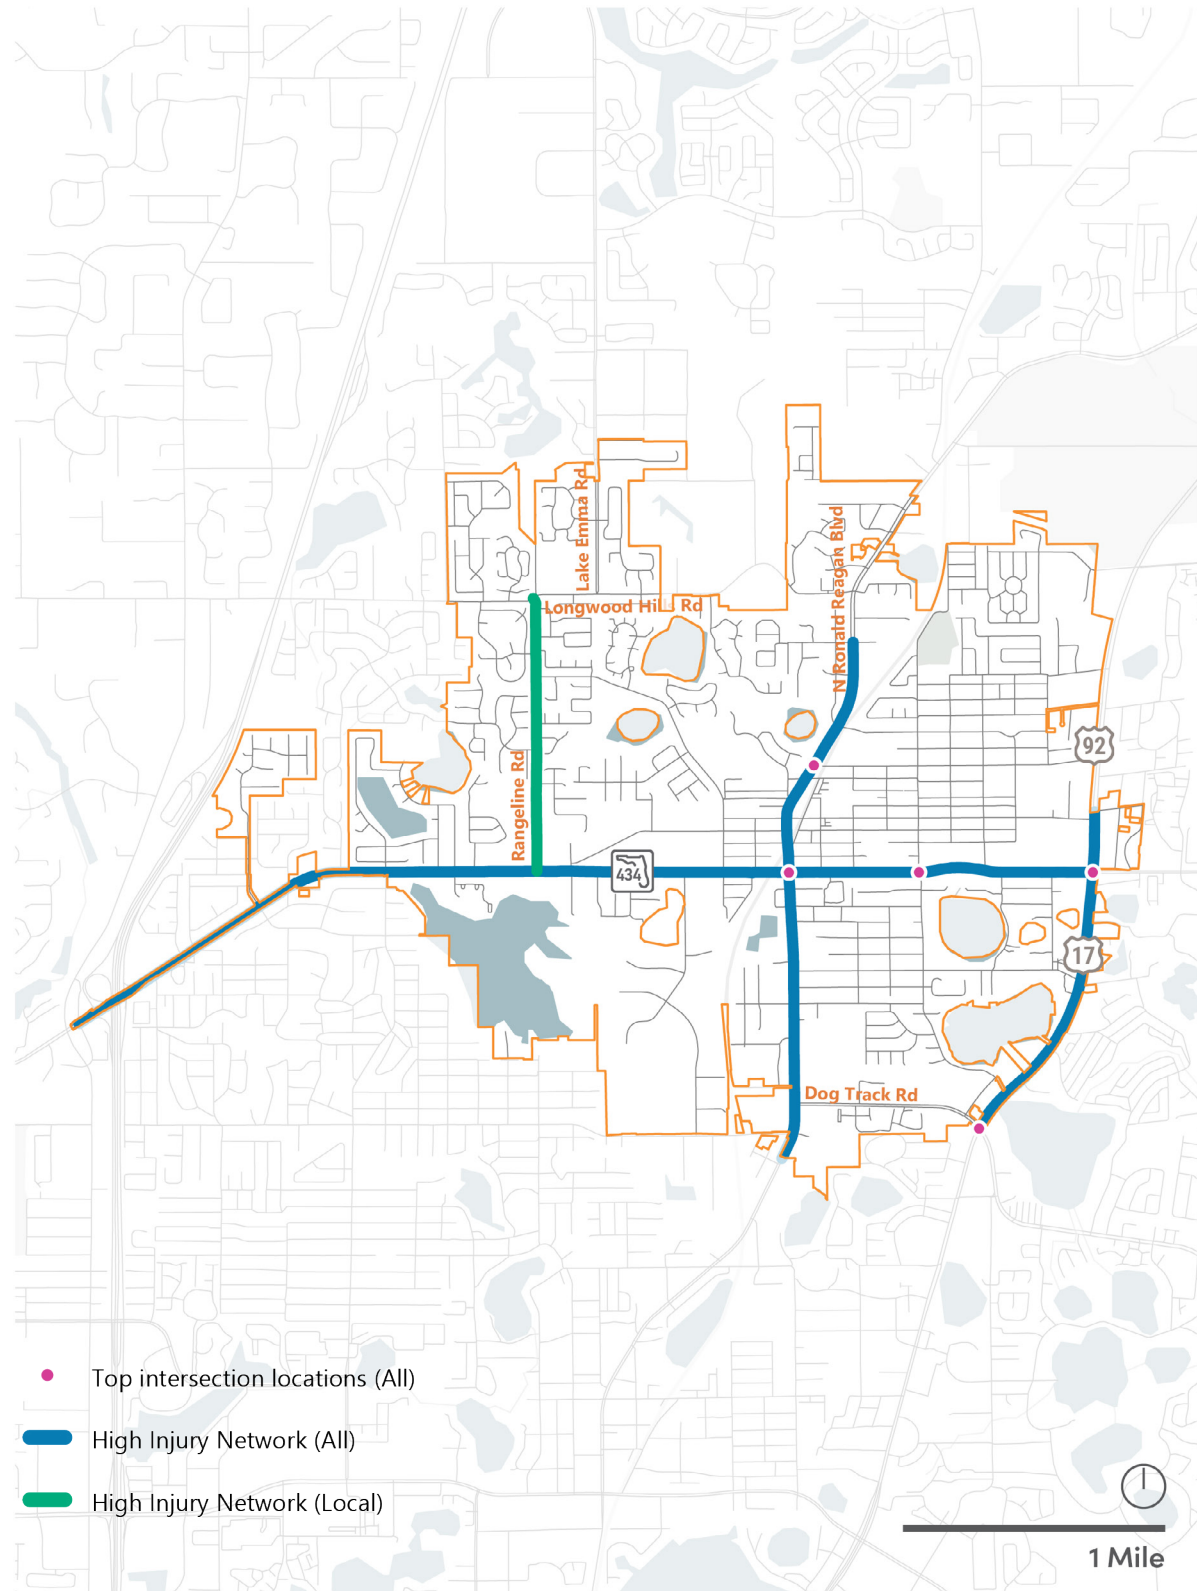 Lake Emma Rd
N Ronald Reagan Blvd
Longwood Hills Rd
92
Rangeline Rd
434
17
Dog Track Rd
Top intersection locations (All)
High Injury Network (All)
High Injury Network (Local)
1 Mile